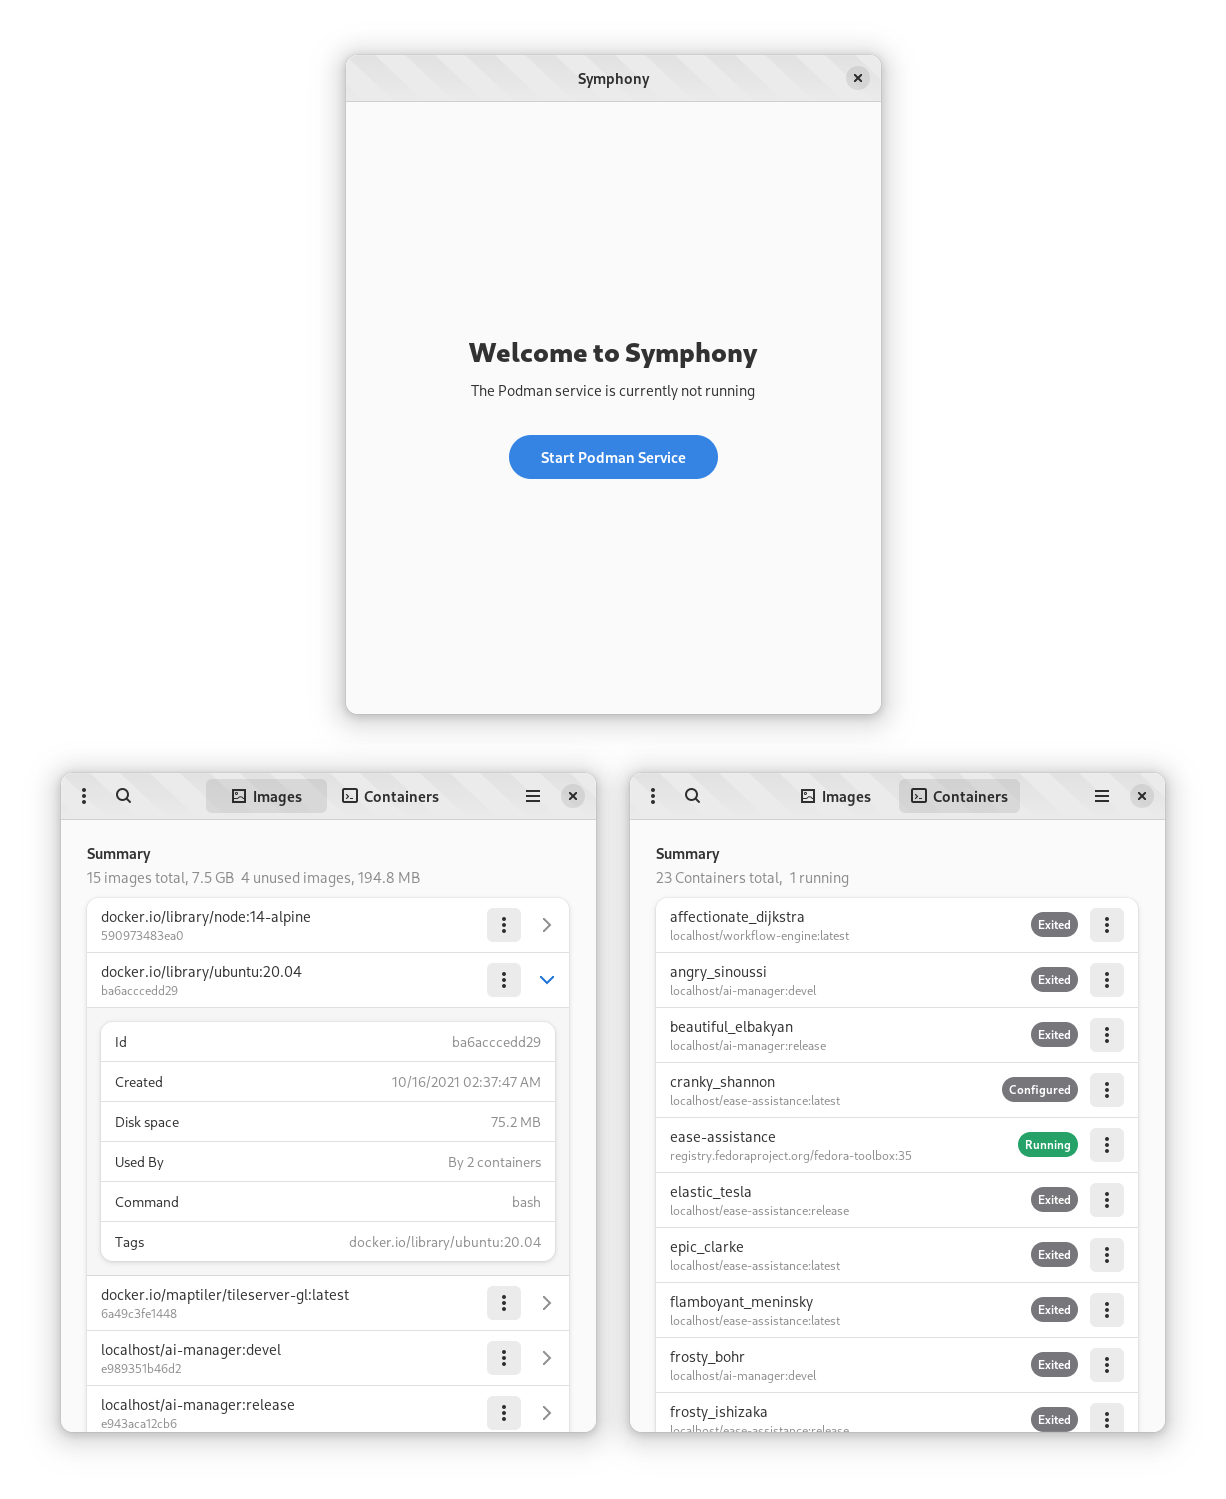 Symphony
Welcome to Symphony
The Podman service is currently not running
Start Podman Service
Images
Containers
Summary
15 images total, 7.5 GB  4 unused images, 194.8 MB
docker.io/library/node:14-alpine
590973483ea0
docker.io/library/ubuntu:20.04
ba6acccedd29
Id ba6acccedd29
Created 10/16/2021 02:37:47 AM
Disk space 75.2 MB
Used By By 2 containers
Command bash
Tags docker.io/library/ubuntu:20.04
docker.io/maptiler/tileserver-gl:latest
6a49c3fe1448
localhost/ai-manager:devel
e989351b46d2
localhost/ai-manager:release
e943aca12cb6
Images
Containers
Summary
23 Containers total,  1 running
affectionate_dijkstra
localhost/workflow-engine:latest
Exited
angry_sinoussi
localhost/ai-manager:devel
Exited
beautiful_elbakyan
localhost/ai-manager:release
Exited
cranky_shannon
localhost/ease-assistance:latest
Configured
ease-assistance
registry.fedoraproject.org/fedora-toolbox:35
Running
elastic_tesla
localhost/ease-assistance:release
Exited
epic_clarke
localhost/ease-assistance:latest
Exited
flamboyant_meninsky
localhost/ease-assistance:latest
Exited
frosty_bohr
localhost/ai-manager:devel
Exited
frosty_ishizaka
localhost/ease-assistance:release
Exited